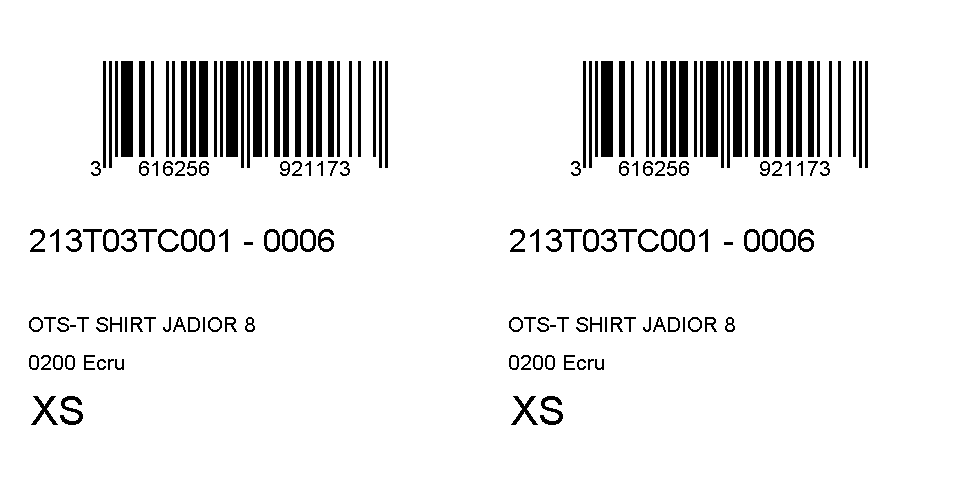 3 616256 921173
213T03TC001 - 0006
OTS-T SHIRT JADIOR 8
0200 Ecru
XS
3 616256 921173
213T03TC001 - 0006
OTS-T SHIRT JADIOR 8
0200 Ecru
XS